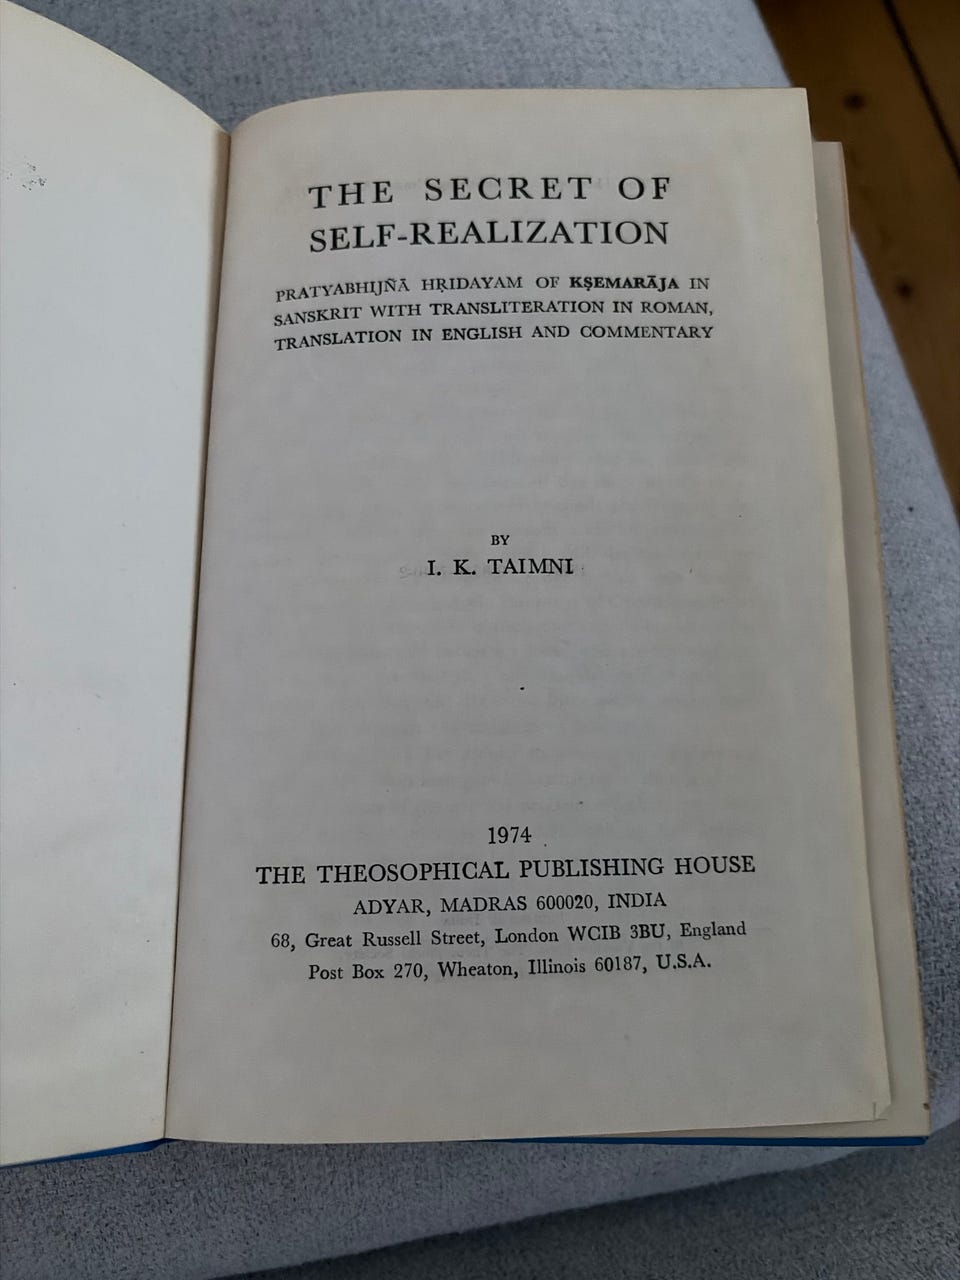 THE SECRET OF
SELF-REALIZATION
PRATYABHIJÑĀ HṚIDAYAM OF KṢEMARĀJA IN
SANSKRIT WITH TRANSLITERATION IN ROMAN,
TRANSLATION IN ENGLISH AND COMMENTARY
BY
I. K. TAIMNI
1974
THE THEOSOPHICAL PUBLISHING HOUSE
ADYAR, MADRAS 600020, INDIA
68, Great Russell Street, London WCIB 3BU, England
Post Box 270, Wheaton, Illinois 60187, U.S.A.